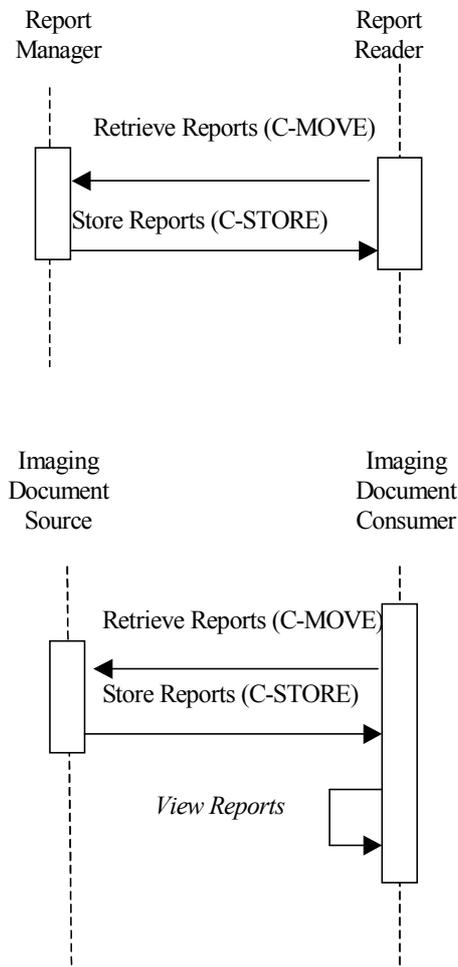 Report
Manager
Report
Reader
Retrieve Reports (C-MOVE)
Store Reports (C-STORE)
Imaging
Document
Source
Imaging
Document
Consumer
Retrieve Reports (C-MOVE)
Store Reports (C-STORE)
View Reports